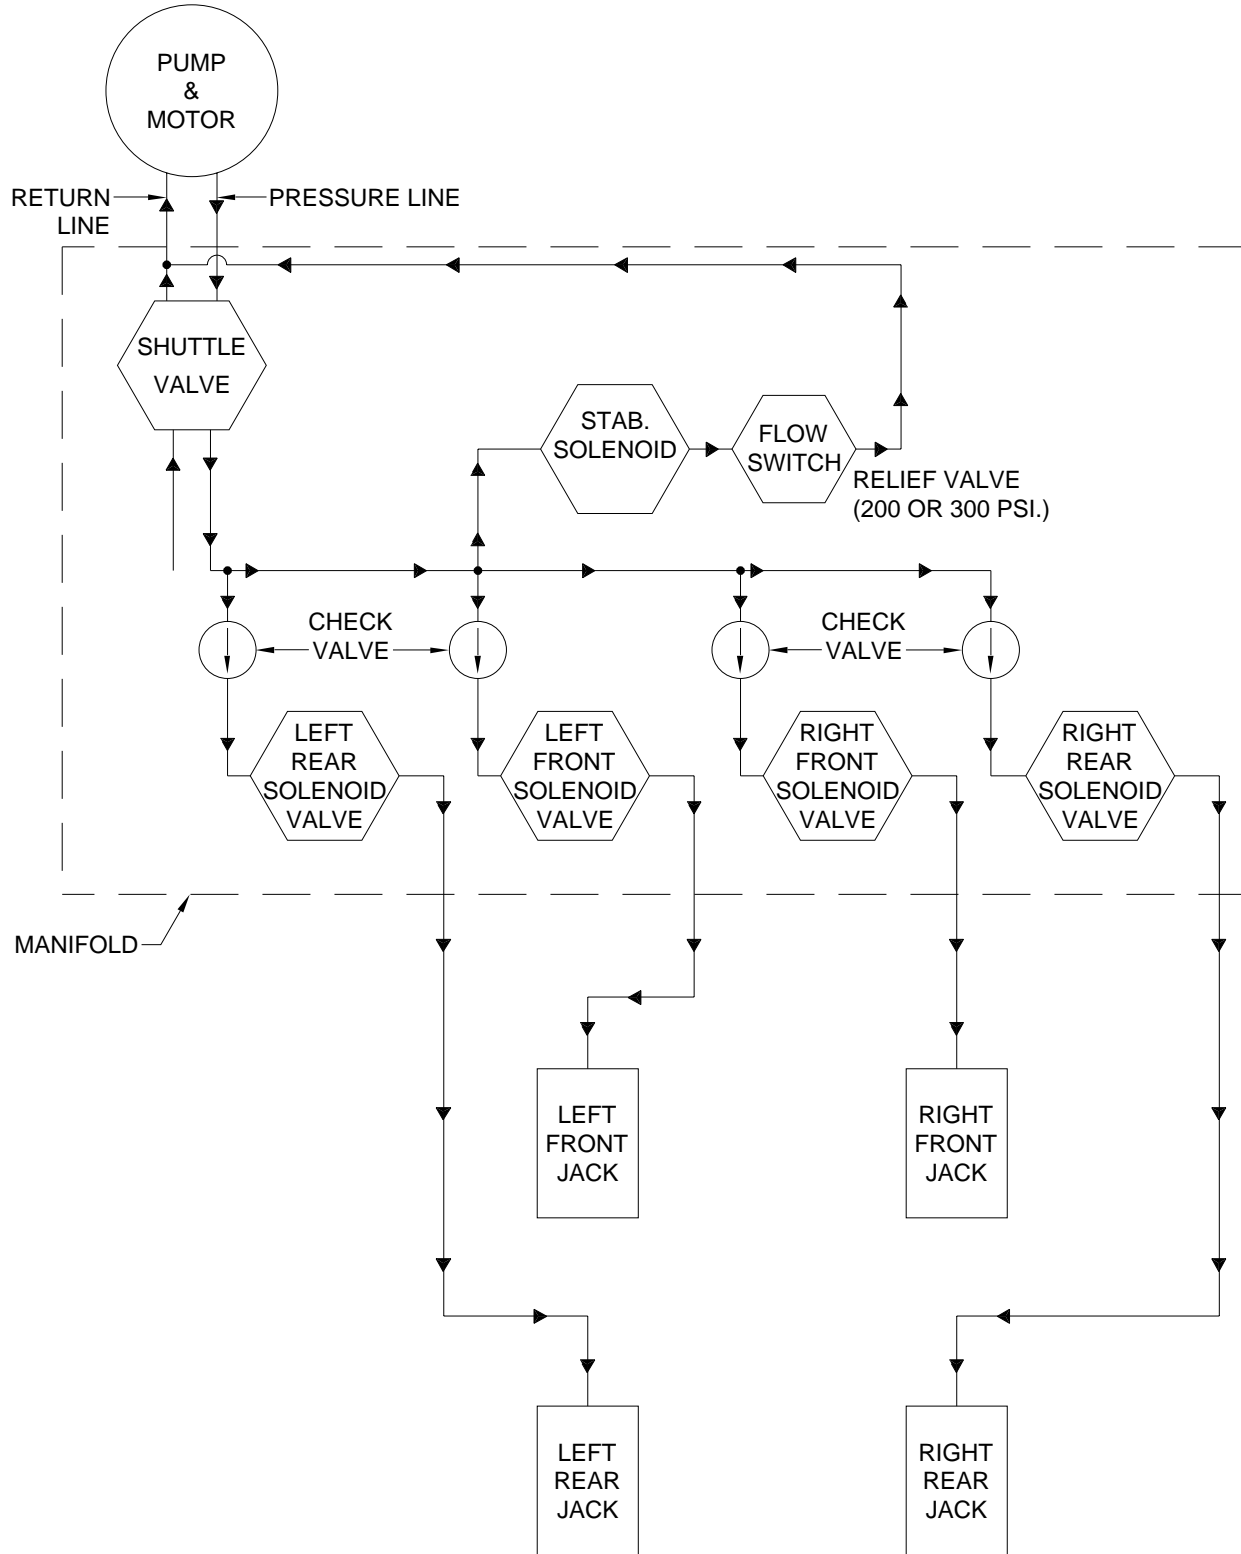 PUMP
&
MOTOR
RETURN
LINE
PRESSURE LINE
SHUTTLE
VALVE
STAB.
SOLENOID
FLOW
SWITCH
RELIEF VALVE
(200 OR 300 PSI.)
CHECK
VALVE
CHECK
VALVE
LEFT
REAR
SOLENOID
VALVE
LEFT
FRONT
SOLENOID
VALVE
RIGHT
FRONT
SOLENOID
VALVE
RIGHT
REAR
SOLENOID
VALVE
MANIFOLD
LEFT
FRONT
JACK
RIGHT
FRONT
JACK
LEFT
REAR
JACK
RIGHT
REAR
JACK